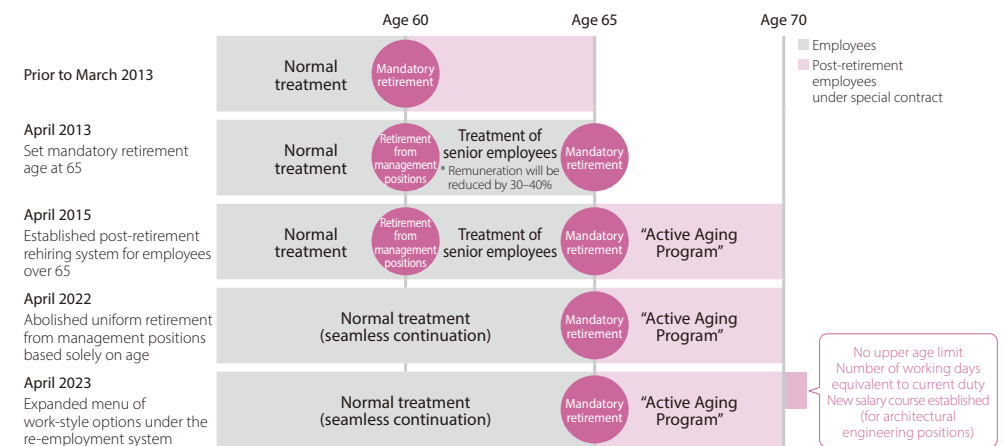 Age 60
Age 65
Age 70
Employees
Post-retirement
employees
under special contract
Prior to March 2013
Normal
treatment
Mandatory
retirement
April 2013
Set mandatory retirement
age at 65
Normal
treatment
Retirement
from
management
positions
Treatment of
senior employees
* Remuneration will be
reduced by 30–40%
Mandatory
retirement
April 2015
Established post-retirement
rehiring system for employees
over 65
Normal
treatment
Retirement
from
management
positions
Treatment of
senior employees
Mandatory
retirement
“Active Aging
Program”
April 2022
Abolished uniform retirement
from management positions
based solely on age
Normal treatment
(seamless continuation)
Mandatory
retirement
“Active Aging
Program”
April 2023
Expanded menu of
work-style options under the
re-employment system
Normal treatment
(seamless continuation)
Mandatory
retirement
“Active Aging
Program”
No upper age limit
Number of working days
equivalent to current duty
New salary course established
(for architectural
engineering positions)